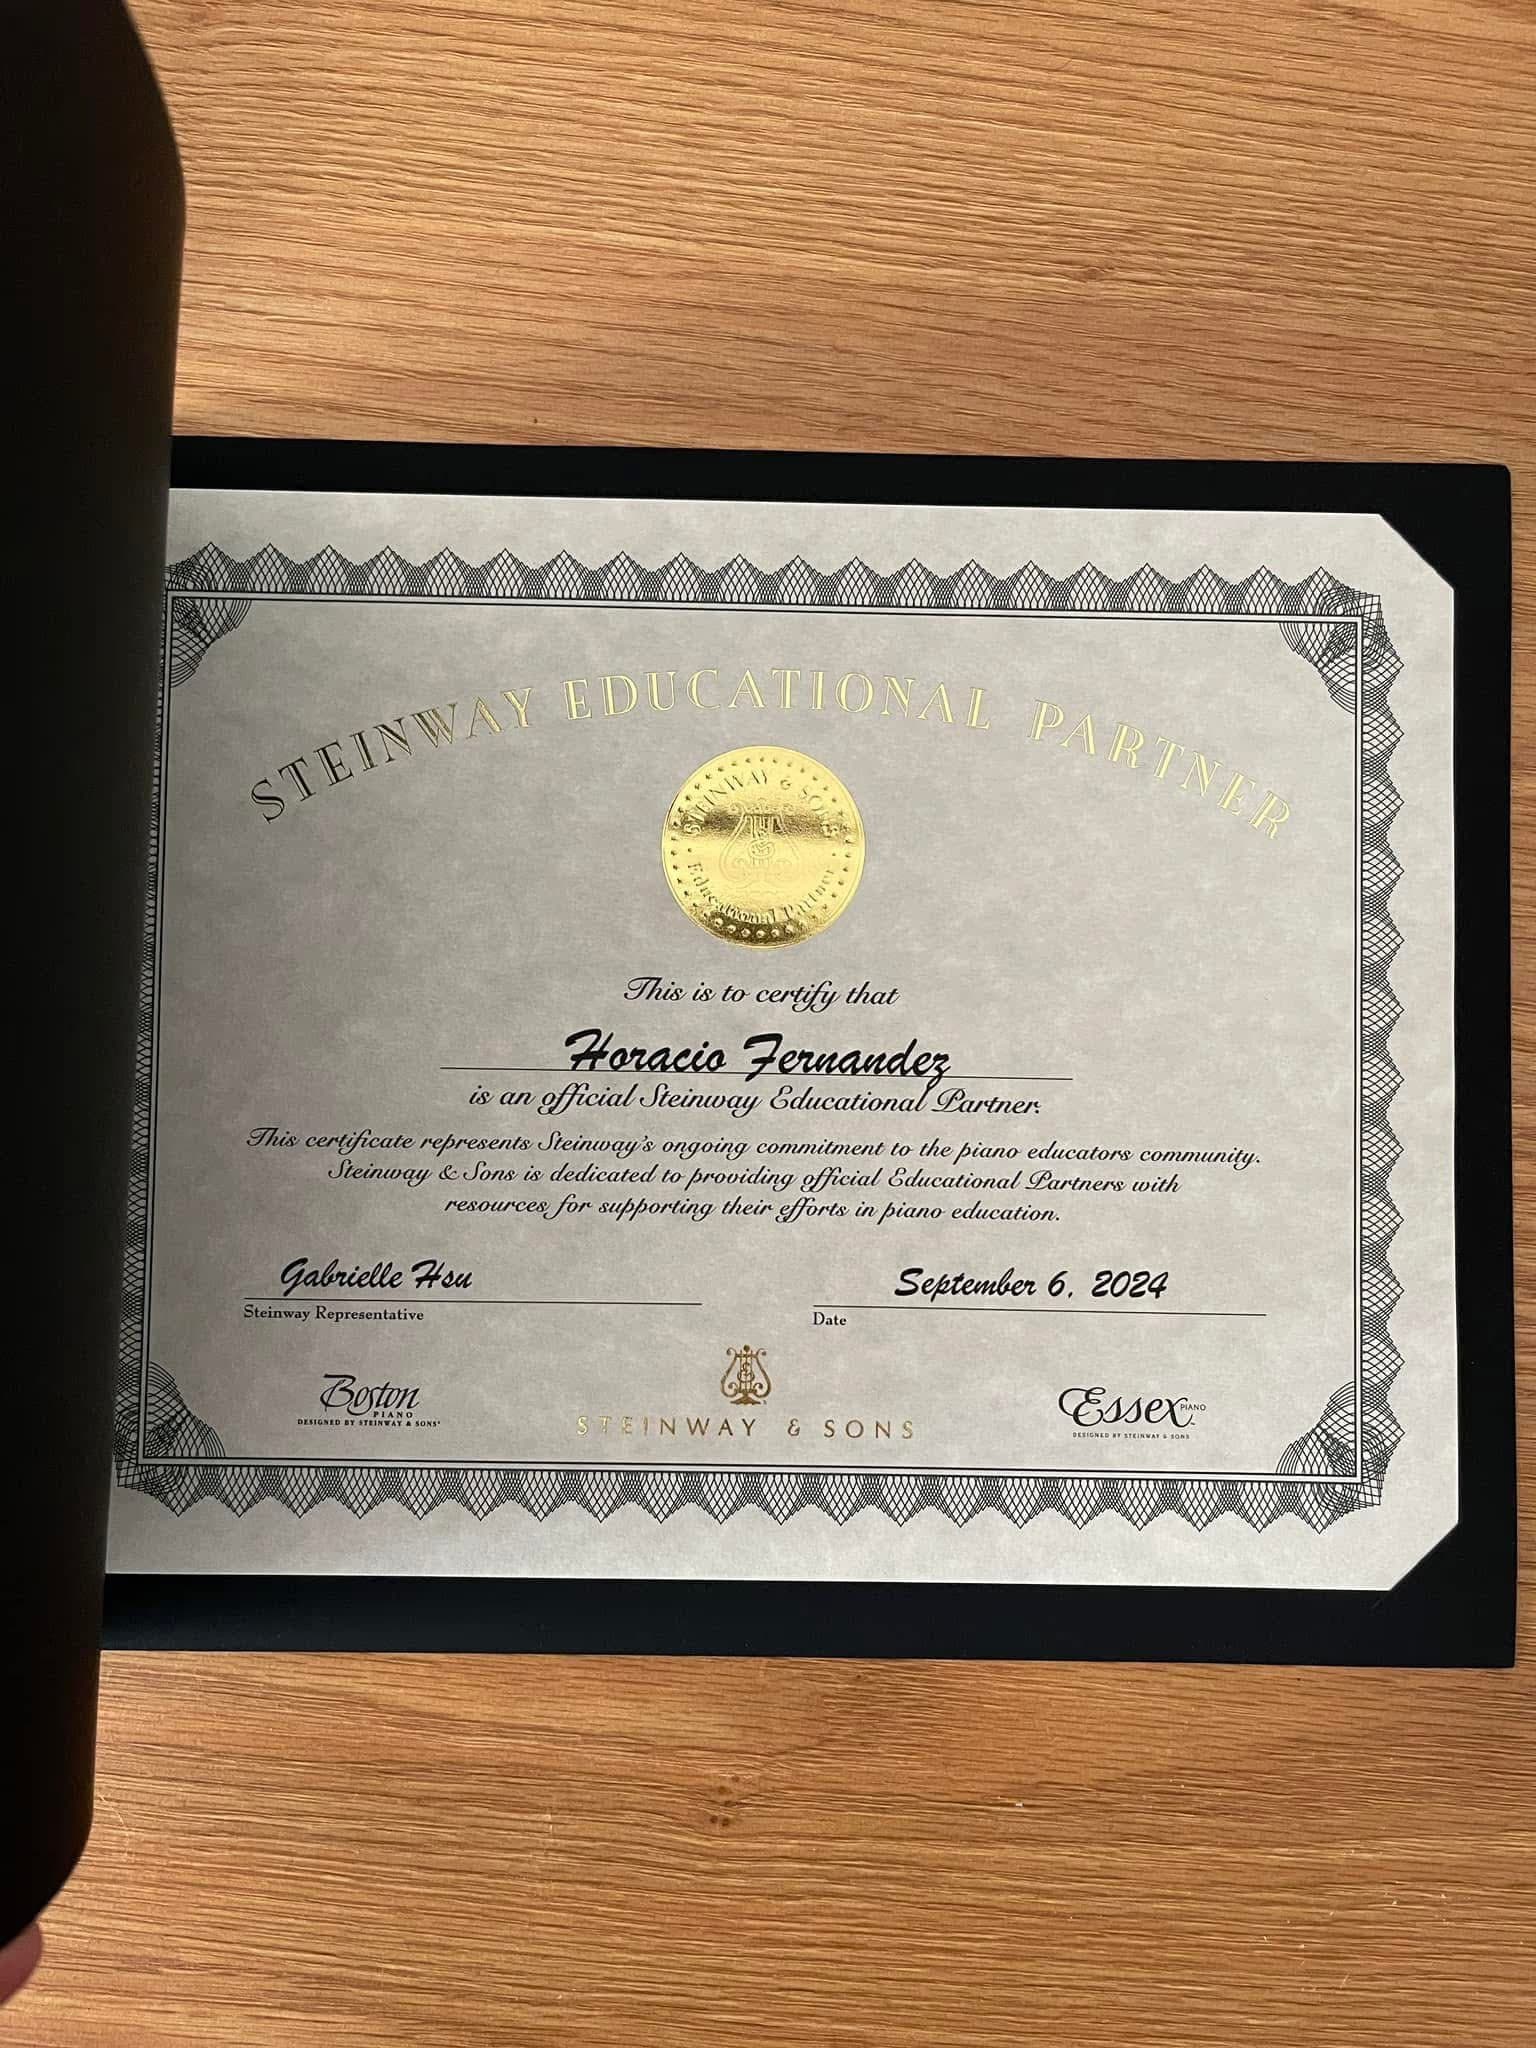 STEINWAY EDUCATIONAL PARTNER
STEINWAY & SONS
Educational Partner
This is to certify that
Horacio Fernandez
is an official Steinway Educational Partner.
This certificate represents Steinway's ongoing commitment to the piano educators community.
Steinway & Sons is dedicated to providing official Educational Partners with
resources for supporting their efforts in piano education.
Gabrielle Hsu
Steinway Representative
September 6, 2024
Date
Boston
PIANO
DESIGNED BY STEINWAY & SONS®
STEINWAY & SONS
Essex PIANO
DESIGNED BY STEINWAY & SONS